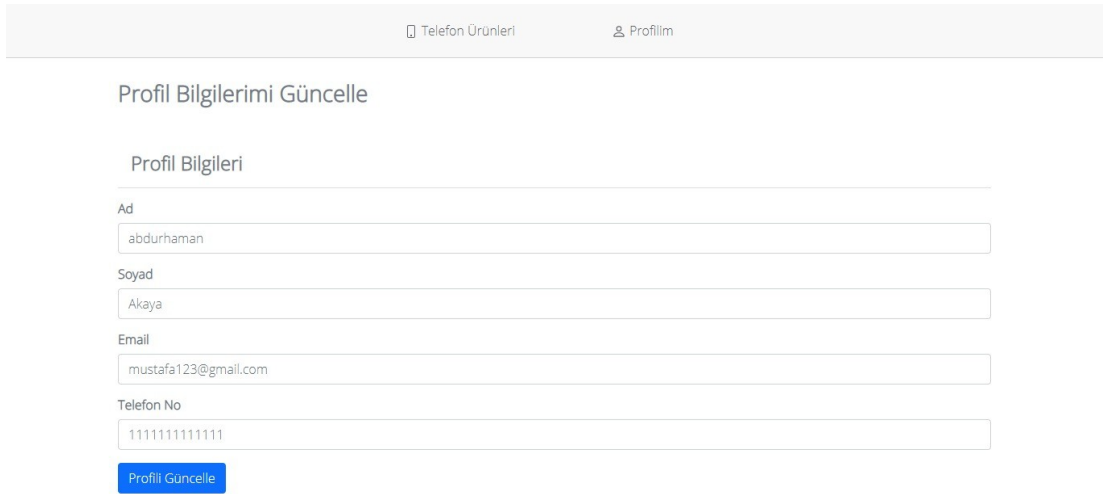 Telefon Ürünleri Profilim
Profil Bilgilerimi Güncelle
Profil Bilgileri
Ad
abdurhaman
Soyad
Akaya
Email
mustafa123@gmail.com
Telefon No
1111111111111
Profili Güncelle